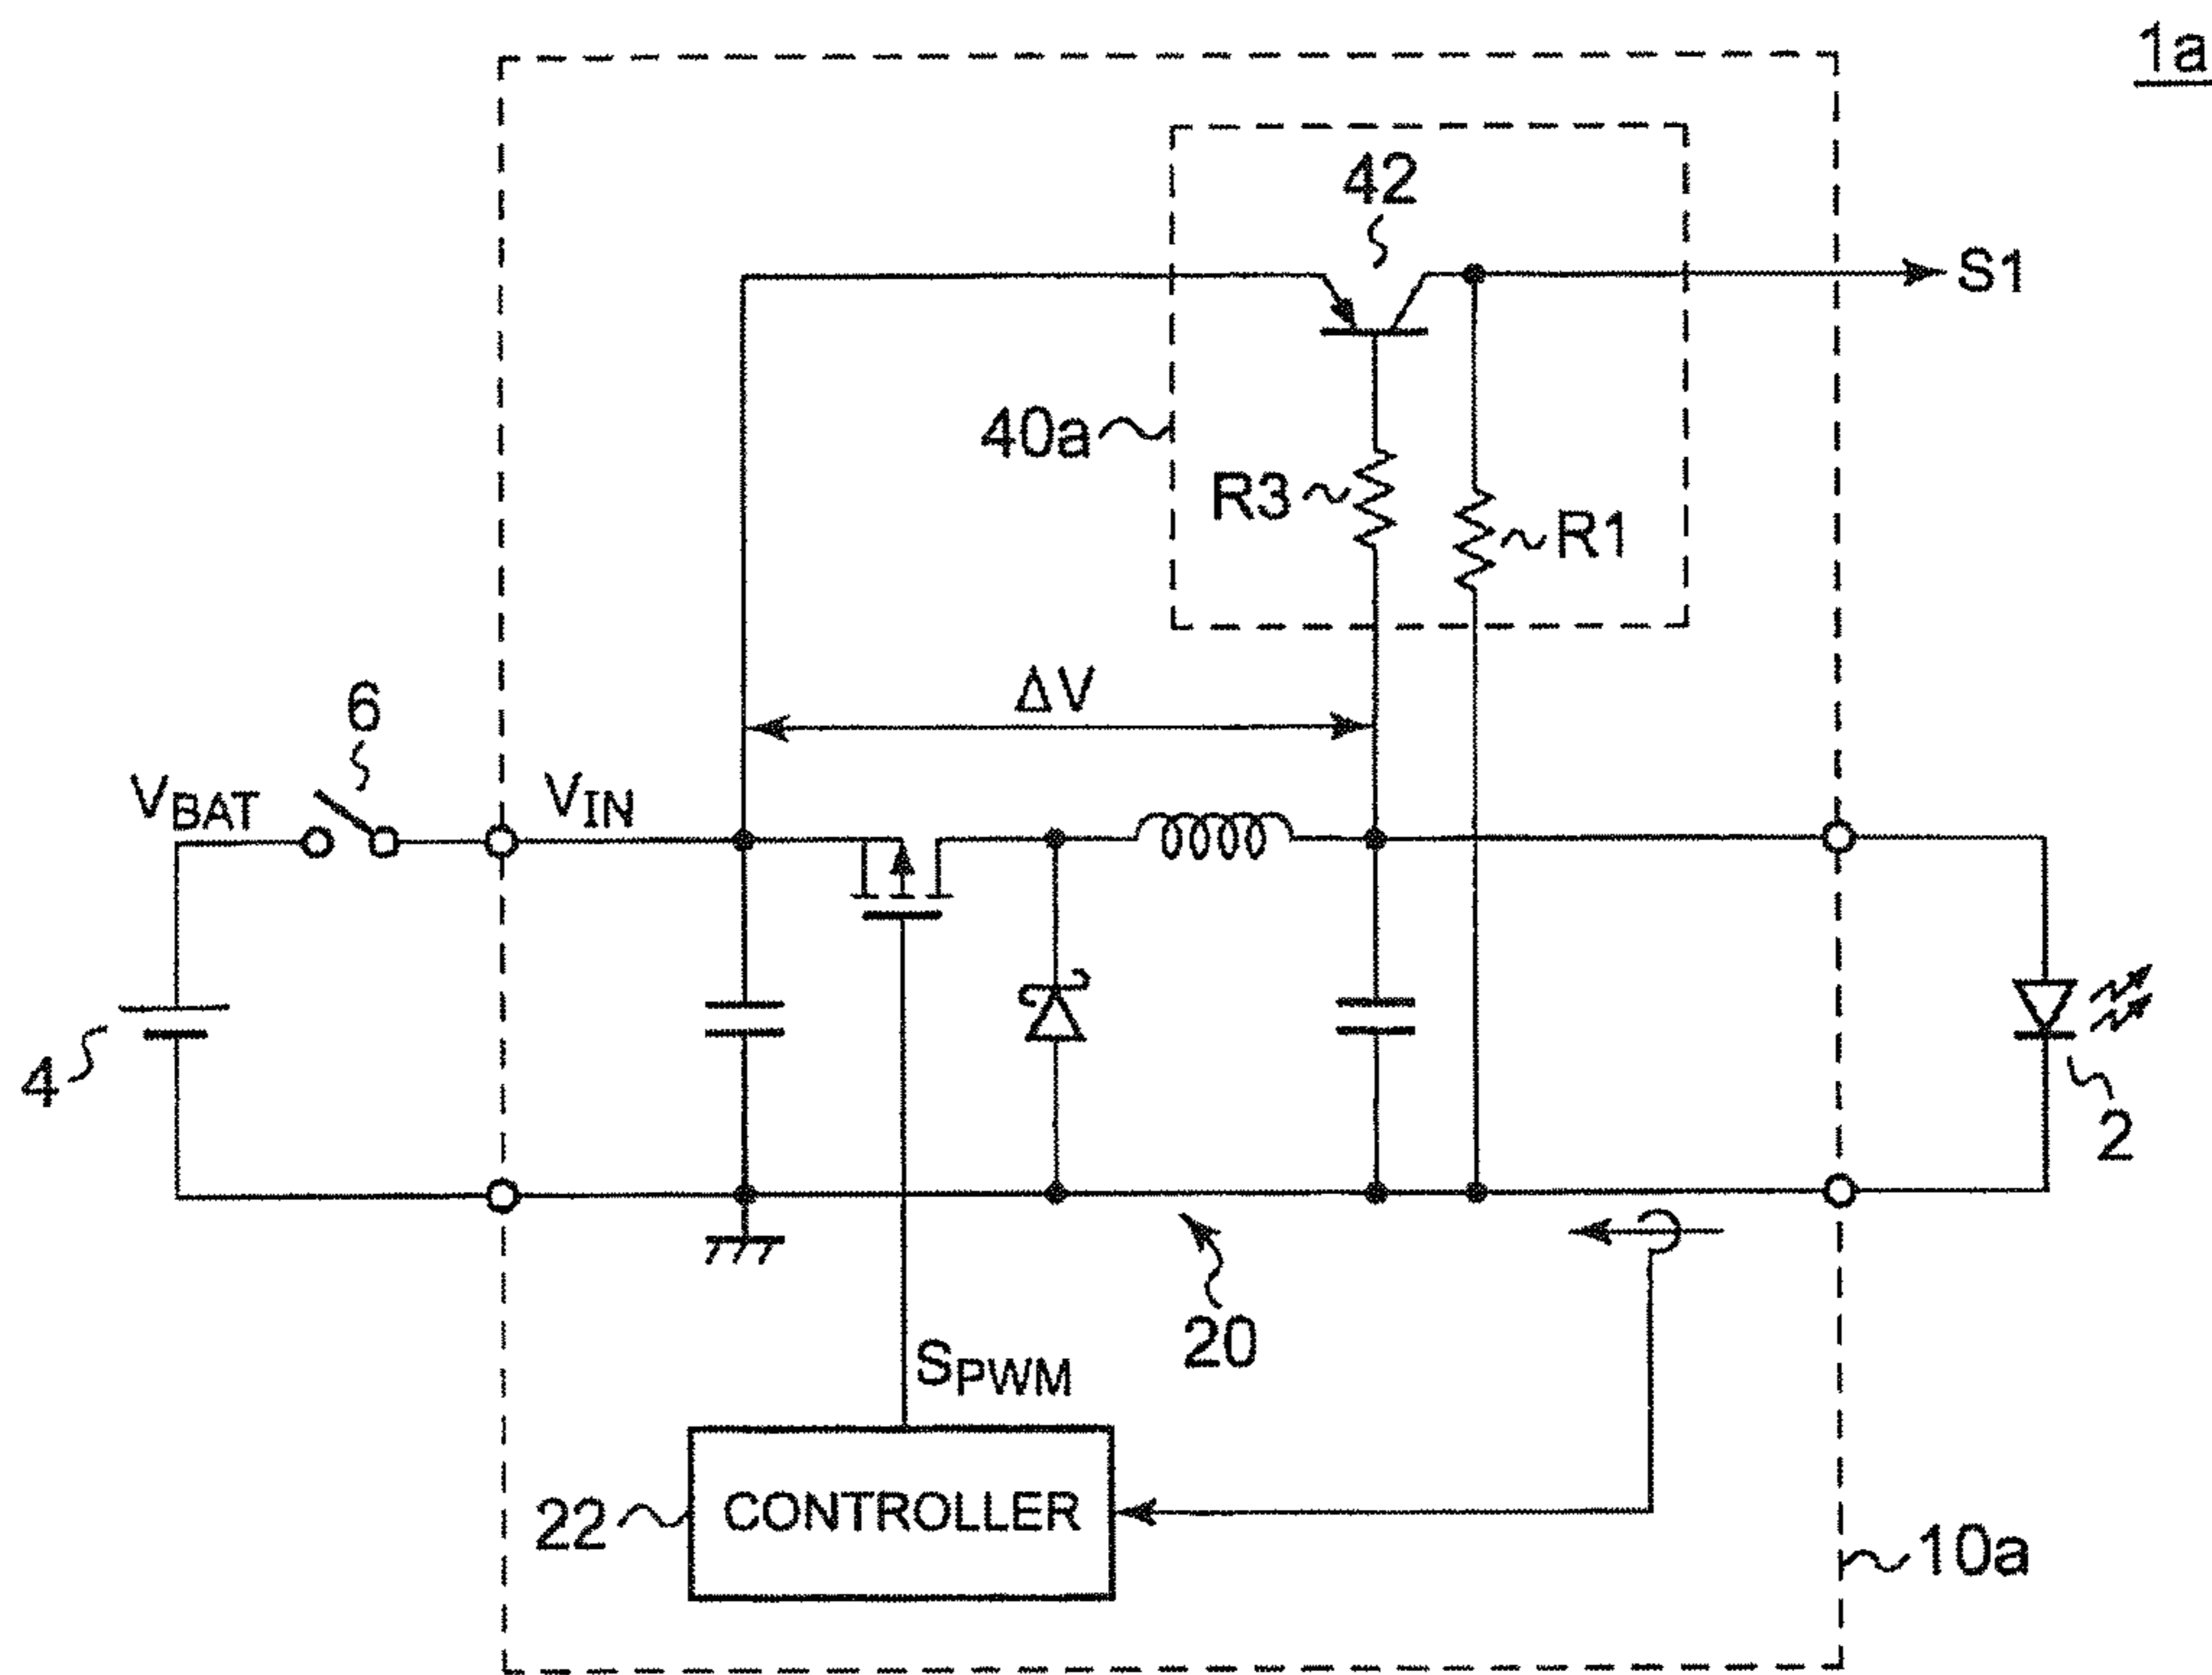 1a
42
S1
40a
R3
R1
ΔV
6
VBAT
VIN
4
2
20
SPWM
22
CONTROLLER
10a